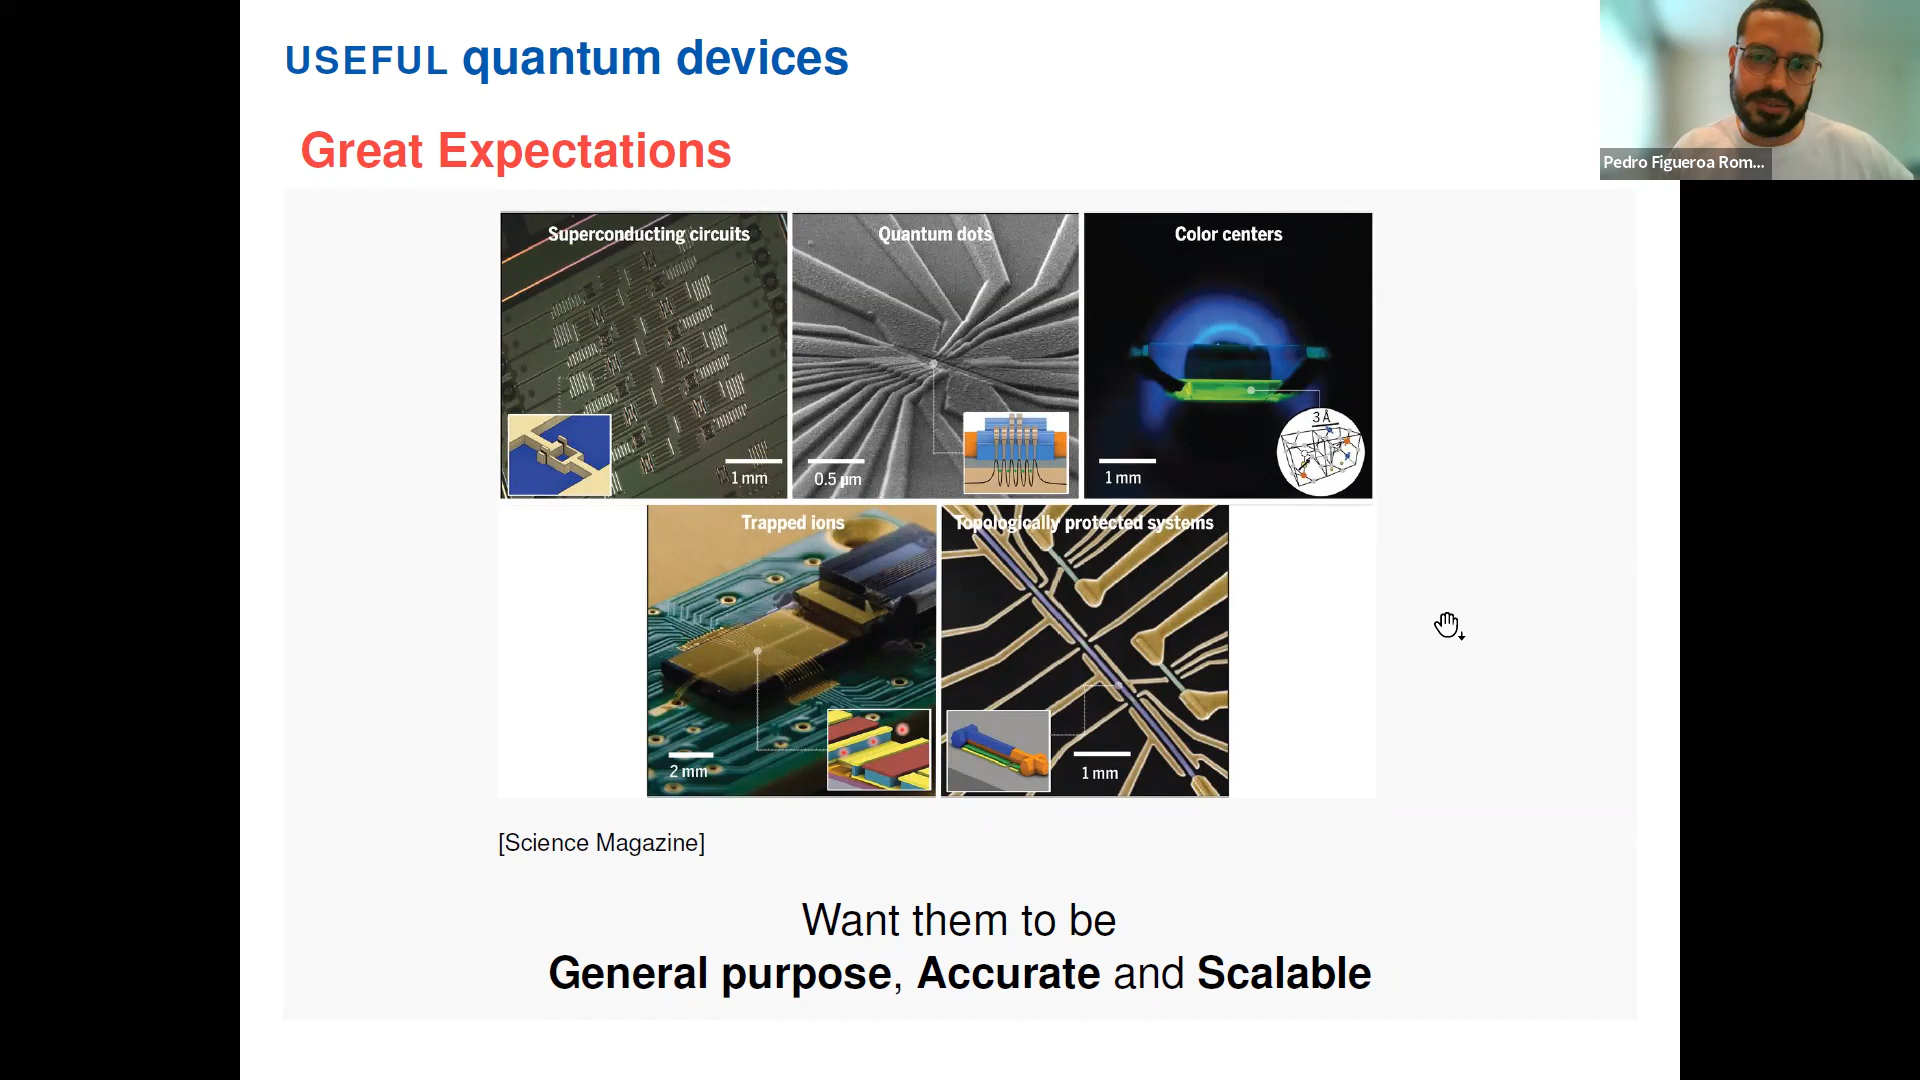 USEFUL quantum devices
Pedro Figueroa Rom...
Great Expectations
Superconducting circuits
Quantum dots
Color centers
3 Å
1 mm
0.5 µm
1 mm
Trapped ions
Topologically protected systems
2 mm
1 mm
[Science Magazine]
Want them to be
General purpose, Accurate and Scalable